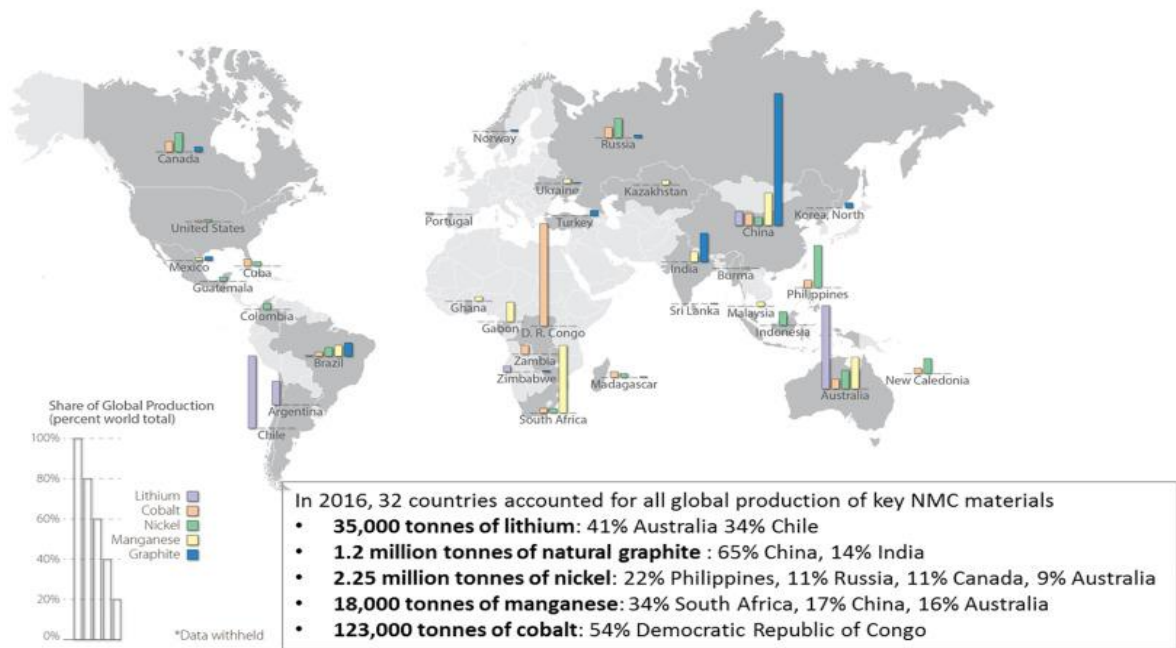 Norway
Russia
Canada
Ukraine
Kazakhstan
Portugal
Turkey
Korea, North
United States
China
Mexico
Cuba
India
Burma
Guatemala
Philippines
Ghana
Sri Lanka
Malaysia
Colombia
Gabon
D. R. Congo
Indonesia
Brazil
Zambia
Zimbabwe
Madagascar
New Caledonia
Australia
Argentina
South Africa
Chile
Share of Global Production
(percent world total)
100%
80%
60%
40%
20%
0%
Lithium
Cobalt
Nickel
Manganese
Graphite
*Data withheld
In 2016, 32 countries accounted for all global production of key NMC materials
• 35,000 tonnes of lithium: 41% Australia 34% Chile
• 1.2 million tonnes of natural graphite : 65% China, 14% India
• 2.25 million tonnes of nickel: 22% Philippines, 11% Russia, 11% Canada, 9% Australia
• 18,000 tonnes of manganese: 34% South Africa, 17% China, 16% Australia
• 123,000 tonnes of cobalt: 54% Democratic Republic of Congo